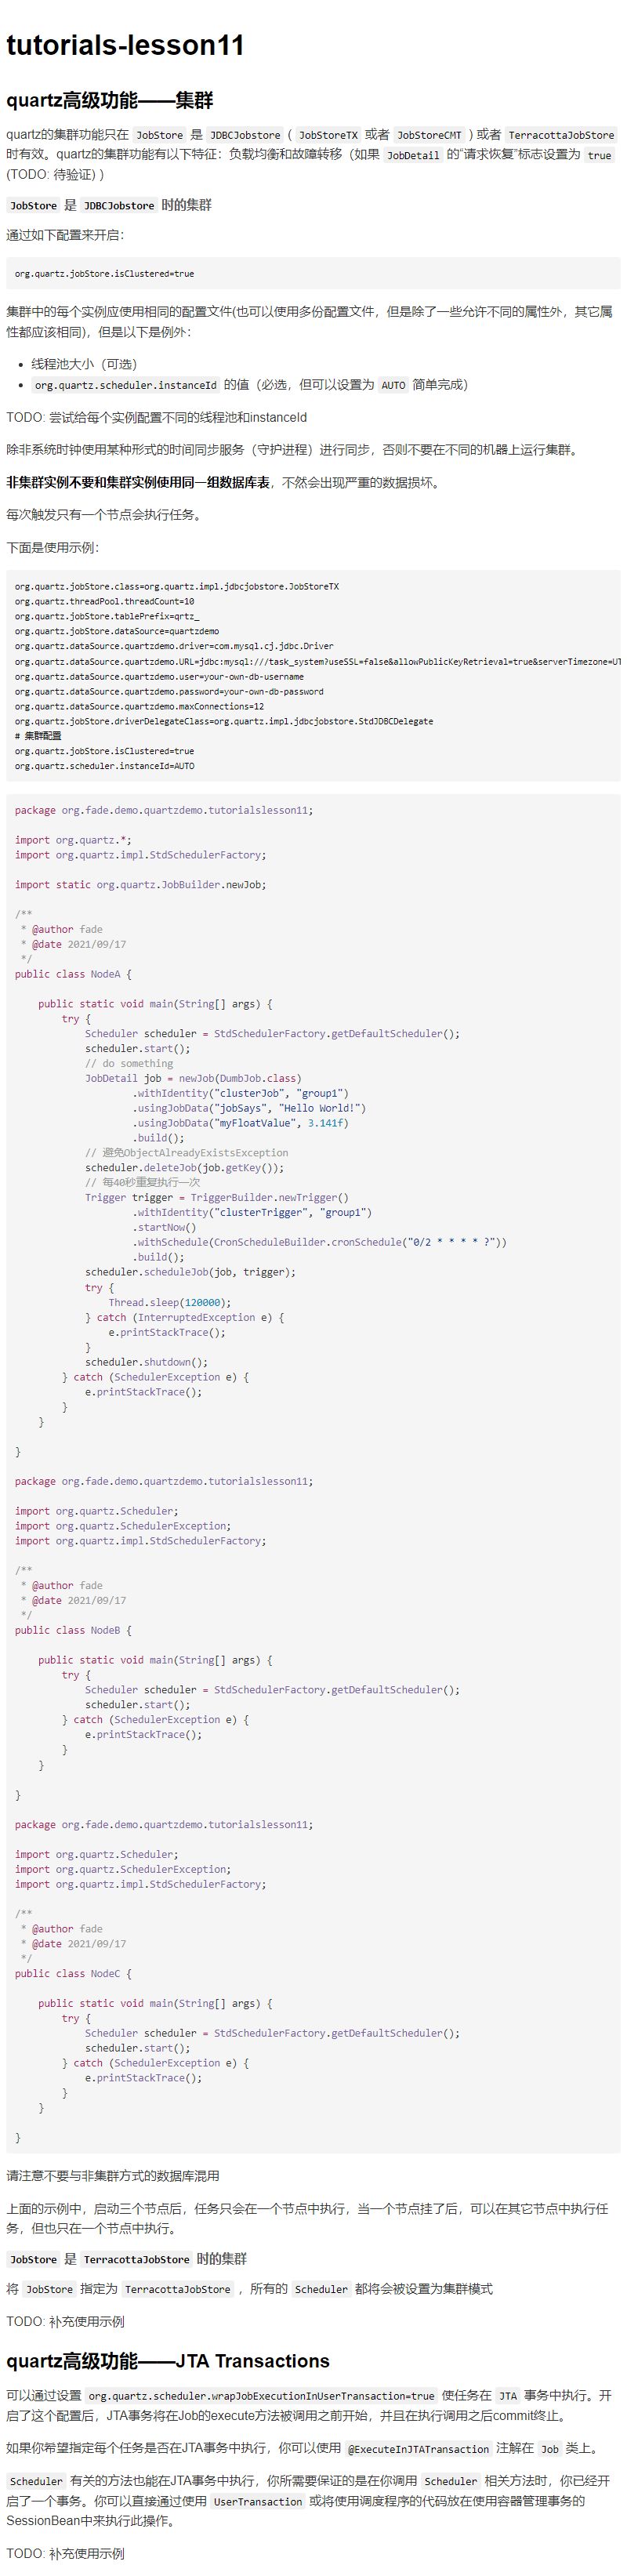 tutorials-lesson11
quartz高级功能——集群
quartz的集群功能只在 JobStore 是 JDBCJobstore ( JobStoreTX 或者 JobStoreCMT ) 或者 TerracottaJobStore
时有效。quartz的集群功能有以下特征：负载均衡和故障转移（如果 JobDetail 的“请求恢复”标志设置为 true
(TODO: 待验证) )
JobStore 是 JDBCJobstore 时的集群
通过如下配置来开启：
org.quartz.jobStore.isClustered=true
集群中的每个实例应使用相同的配置文件(也可以使用多份配置文件，但是除了一些允许不同的属性外，其它属
性都应该相同)，但是以下是例外：
• 线程池大小（可选）
• org.quartz.scheduler.instanceId 的值（必选，但可以设置为 AUTO 简单完成）
TODO: 尝试给每个实例配置不同的线程池和instanceId
除非系统时钟使用某种形式的时间同步服务（守护进程）进行同步，否则不要在不同的机器上运行集群。
非集群实例不要和集群实例使用同一组数据库表，不然会出现严重的数据损坏。
每次触发只有一个节点会执行任务。
下面是使用示例：
org.quartz.jobStore.class=org.quartz.impl.jdbcjobstore.JobStoreTX
org.quartz.threadPool.threadCount=10
org.quartz.jobStore.tablePrefix=qrtz_
org.quartz.jobStore.dataSource=quartzdemo
org.quartz.dataSource.quartzdemo.driver=com.mysql.cj.jdbc.Driver
org.quartz.dataSource.quartzdemo.URL=jdbc:mysql:///task_system?useSSL=false&allowPublicKeyRetrieval=true&serverTimezone=UT
org.quartz.dataSource.quartzdemo.user=your-own-db-username
org.quartz.dataSource.quartzdemo.password=your-own-db-password
org.quartz.dataSource.quartzdemo.maxConnections=12
org.quartz.jobStore.driverDelegateClass=org.quartz.impl.jdbcjobstore.StdJDBCDelegate
# 集群配置
org.quartz.jobStore.isClustered=true
org.quartz.scheduler.instanceId=AUTO
package org.fade.demo.quartzdemo.tutorialslesson11;
import org.quartz.*;
import org.quartz.impl.StdSchedulerFactory;
import static org.quartz.JobBuilder.newJob;
/**
* @author fade
* @date 2021/09/17
*/
public class NodeA {
public static void main(String[] args) {
try {
Scheduler scheduler = StdSchedulerFactory.getDefaultScheduler();
scheduler.start();
// do something
JobDetail job = newJob(DumbJob.class)
.withIdentity("clusterJob", "group1")
.usingJobData("jobSays", "Hello World!")
.usingJobData("myFloatValue", 3.141f)
.build();
// 避免ObjectAlreadyExistsException
scheduler.deleteJob(job.getKey());
// 每40秒重复执行一次
Trigger trigger = TriggerBuilder.newTrigger()
.withIdentity("clusterTrigger", "group1")
.startNow()
.withSchedule(CronScheduleBuilder.cronSchedule("0/2 * * * * ?"))
.build();
scheduler.scheduleJob(job, trigger);
try {
Thread.sleep(120000);
} catch (InterruptedException e) {
e.printStackTrace();
}
scheduler.shutdown();
} catch (SchedulerException e) {
e.printStackTrace();
}
}
}
package org.fade.demo.quartzdemo.tutorialslesson11;
import org.quartz.Scheduler;
import org.quartz.SchedulerException;
import org.quartz.impl.StdSchedulerFactory;
/**
* @author fade
* @date 2021/09/17
*/
public class NodeB {
public static void main(String[] args) {
try {
Scheduler scheduler = StdSchedulerFactory.getDefaultScheduler();
scheduler.start();
} catch (SchedulerException e) {
e.printStackTrace();
}
}
}
package org.fade.demo.quartzdemo.tutorialslesson11;
import org.quartz.Scheduler;
import org.quartz.SchedulerException;
import org.quartz.impl.StdSchedulerFactory;
/**
* @author fade
* @date 2021/09/17
*/
public class NodeC {
public static void main(String[] args) {
try {
Scheduler scheduler = StdSchedulerFactory.getDefaultScheduler();
scheduler.start();
} catch (SchedulerException e) {
e.printStackTrace();
}
}
}
请注意不要与非集群方式的数据库混用
上面的示例中，启动三个节点后，任务只会在一个节点中执行，当一个节点挂了后，可以在其它节点中执行任
务，但也只在一个节点中执行。
JobStore 是 TerracottaJobStore 时的集群
将 JobStore 指定为 TerracottaJobStore ，所有的 Scheduler 都将会被设置为集群模式
TODO: 补充使用示例
quartz高级功能——JTA Transactions
可以通过设置 org.quartz.scheduler.wrapJobExecutionInUserTransaction=true 使任务在 JTA 事务中执行。开
启了这个配置后，JTA事务将在Job的execute方法被调用之前开始，并且在执行调用之后commit终止。
如果你希望指定每个任务是否在JTA事务中执行，你可以使用 @ExecuteInJTATransaction 注解在 Job 类上。
Scheduler 有关的方法也能在JTA事务中执行，你所需要保证的是在你调用 Scheduler 相关方法时，你已经开
启了一个事务。你可以直接通过使用 UserTransaction 或将使用调度程序的代码放在使用容器管理事务的
SessionBean中来执行此操作。
TODO: 补充使用示例